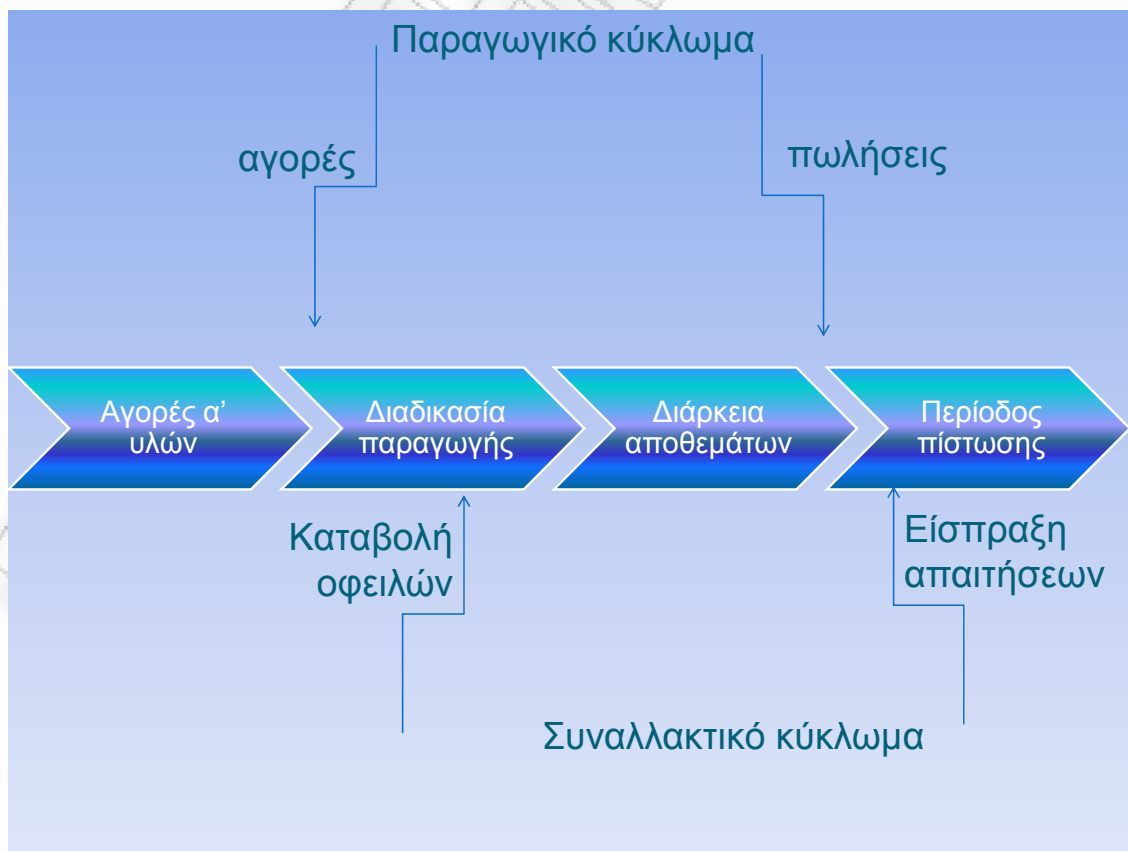 Παραγωγικό κύκλωμα
αγορές
πωλήσεις
Αγορές α’
υλών
Διαδικασία
παραγωγής
Διάρκεια
αποθεμάτων
Περίοδος
πίστωσης
Καταβολή
οφειλών
Είσπραξη
απαιτήσεων
Συναλλακτικό κύκλωμα